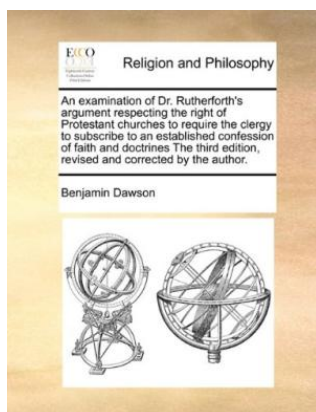 ECCO
Religion and Philosophy
An examination of Dr. Rutherforth's
argument respecting the right of
Protestant churches to require the clergy
to subscribe to an established confession
of faith and doctrines The third edition,
revised and corrected by the author.
Benjamin Dawson